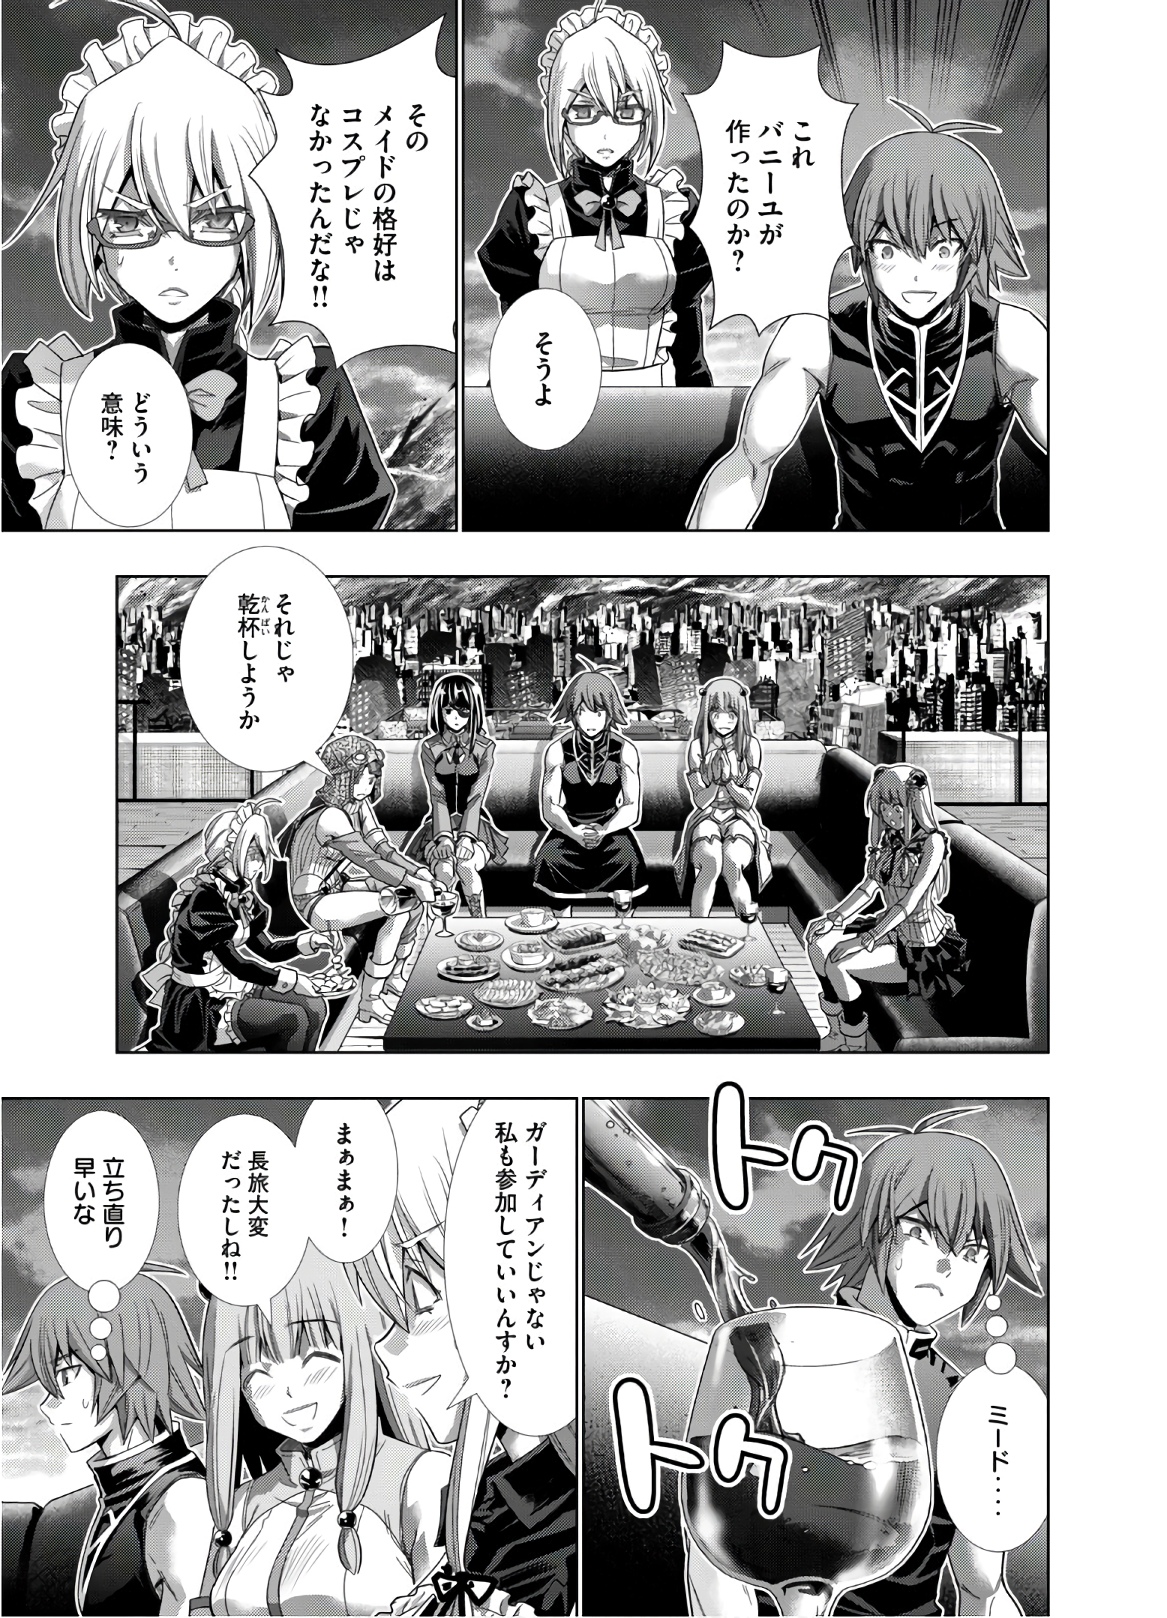 これ
バニーユが
作ったのか?
そうよ
その
メイドの格好は
コスプレじゃ
なかったんだな!!
どういう
意味?
それじゃ
乾杯しようか
かんぱい
トク
トク
ミード‥‥
ガーディアンじゃない
私も参加していいんすか?
まぁまぁ!
長旅大変
だったしね!!
立ち直り
早いな